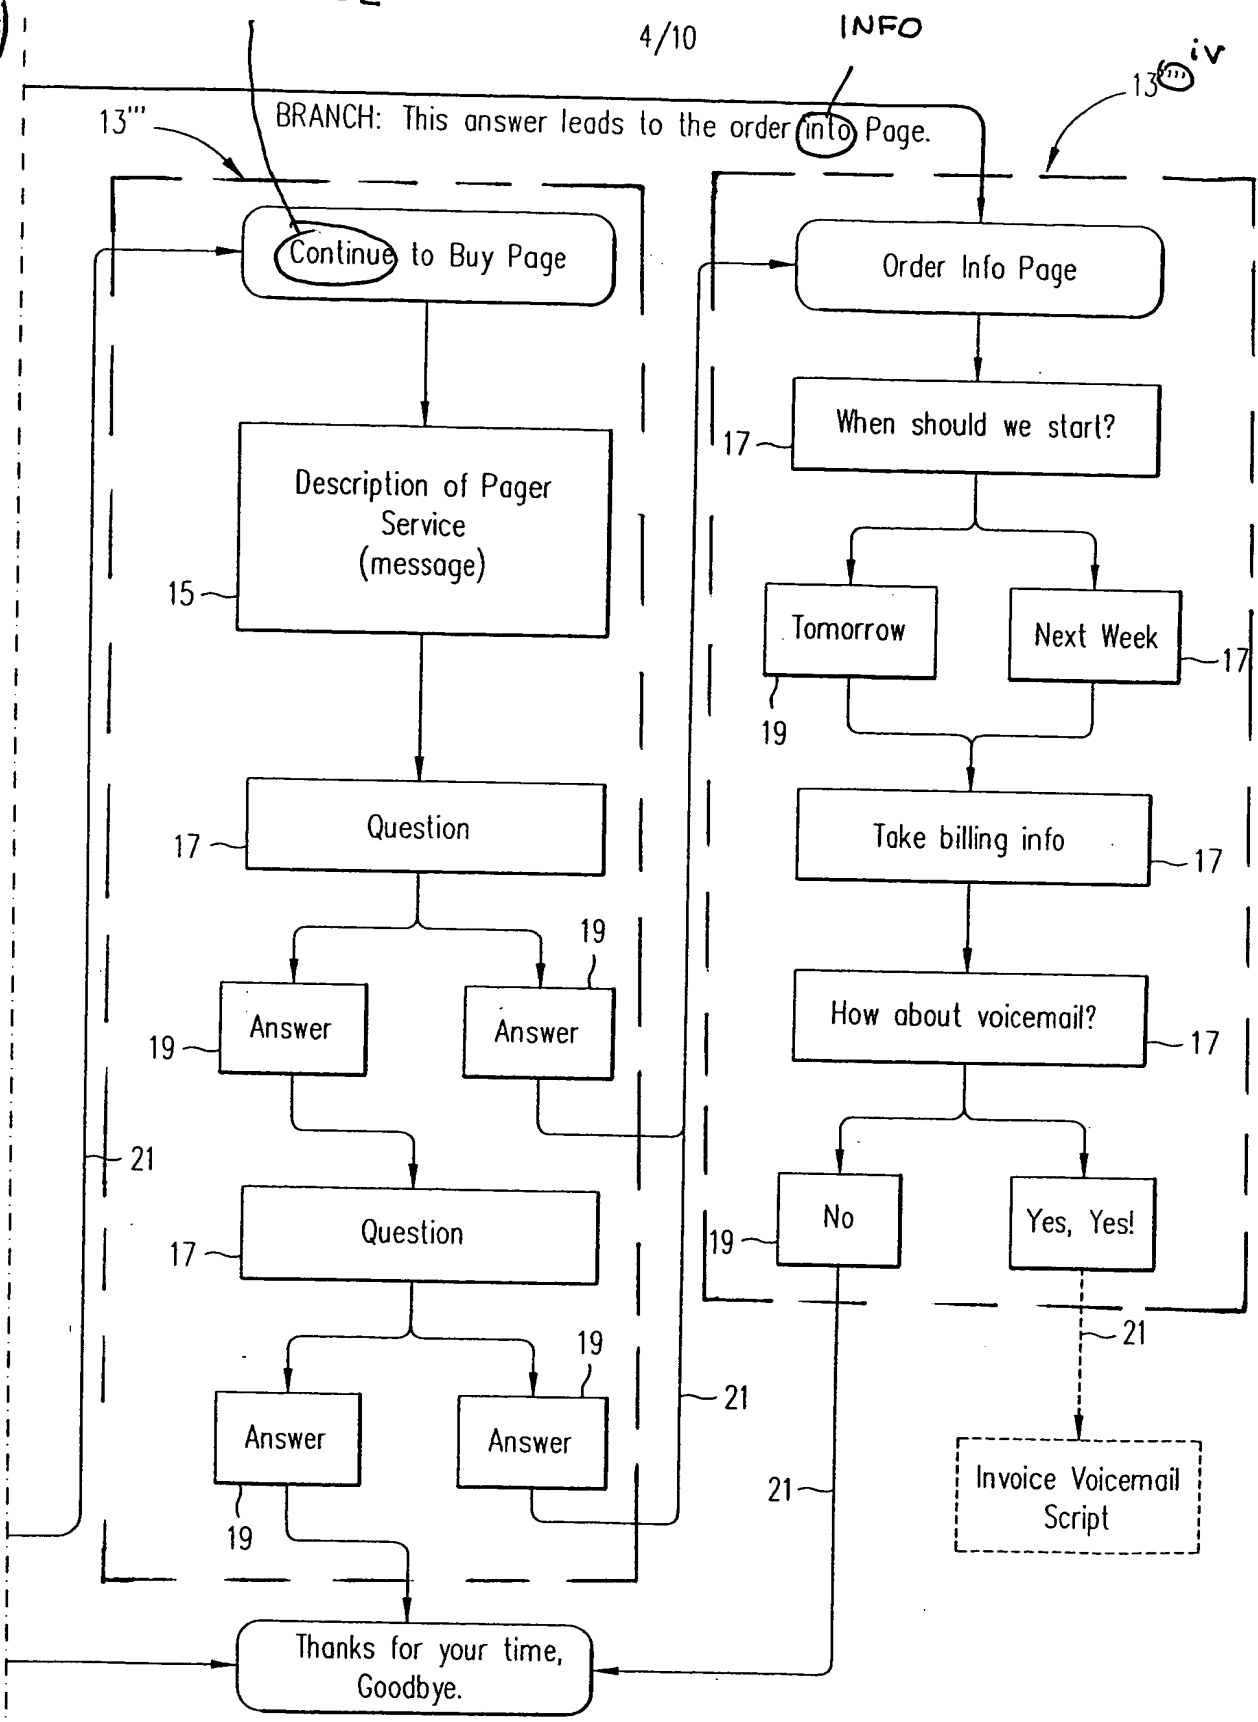 4/10
INFO
iv
13''''
BRANCH: This answer leads to the order into Page.
13'''
Continue to Buy Page
Order Info Page
When should we start?
17
Description of Pager
Service
(message)
15
Tomorrow
Next Week
17
19
Question
17
Take billing info
17
19
Answer
Answer
19
How about voicemail?
17
21
Question
17
No
19
Yes, Yes!
21
19
Answer
Answer
19
21
21
Invoice Voicemail
Script
Thanks for your time,
Goodbye.